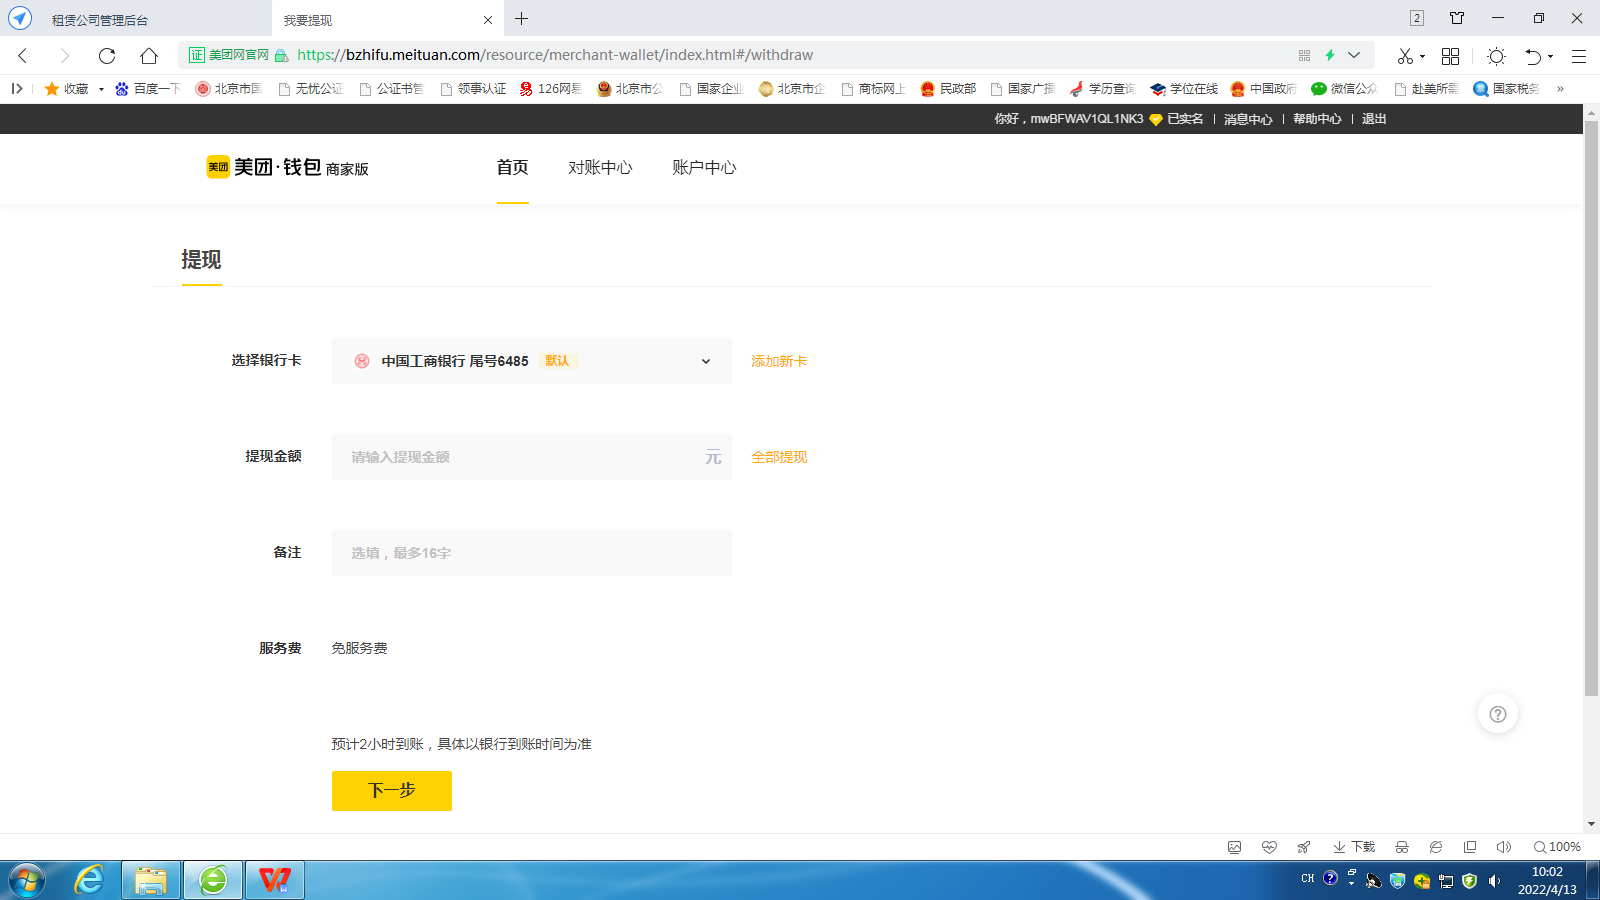 租赁公司管理后台
我要提现
2
证 美团网官网 https://bzhifu.meituan.com/resource/merchant-wallet/index.html#/withdraw
收藏 百度一下 北京市国 无忧公证 公证书管 领事认证 126网易 北京市公 国家企业 北京市企 商标网上 民政部 国家广播 学历查询 学位在线 中国政府 微信公众 赴美所需 国家税务 »
你好，mwBFWAV1QL1NK3 已实名 | 消息中心 | 帮助中心 | 退出
美团 美团·钱包 商家版 首页 对账中心 账户中心
提现
选择银行卡 中国工商银行 尾号6485 默认 添加新卡
提现金额 请输入提现金额 元 全部提现
备注 选填，最多16字
服务费 免服务费
预计2小时到账，具体以银行到账时间为准
下一步
下载 100%
CH 10:02
2022/4/13